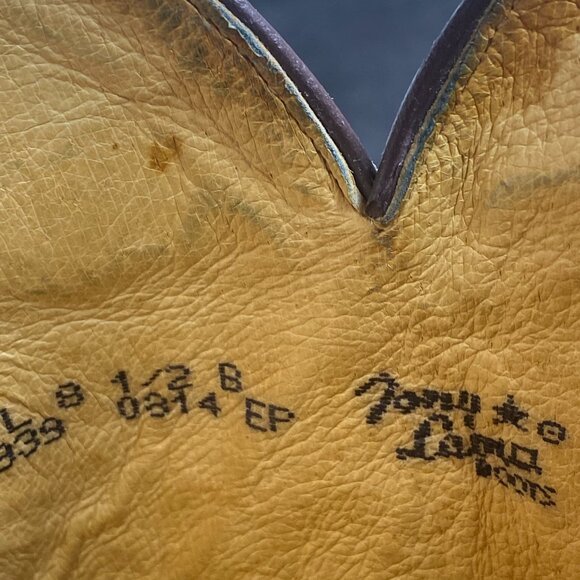 L 8 1/2 B
939 0314 EP
Tony ★ ®
Lama
BOOTS